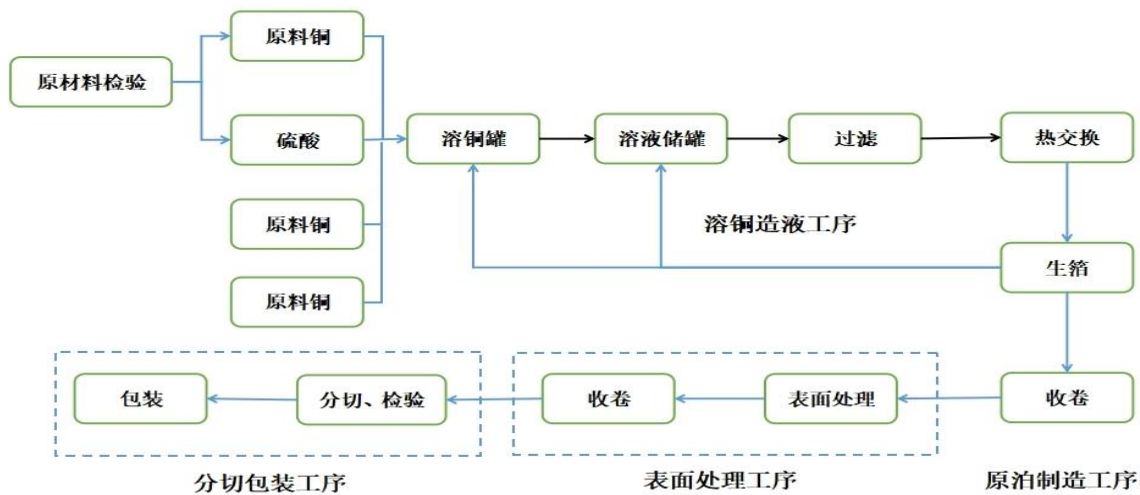 原料铜
原材料检验
硫酸
溶铜罐
溶液储罐
过滤
热交换
原料铜
溶铜造液工序
生箔
原料铜
包装
分切、检验
收卷
表面处理
收卷
分切包装工序
表面处理工序
原泊制造工序